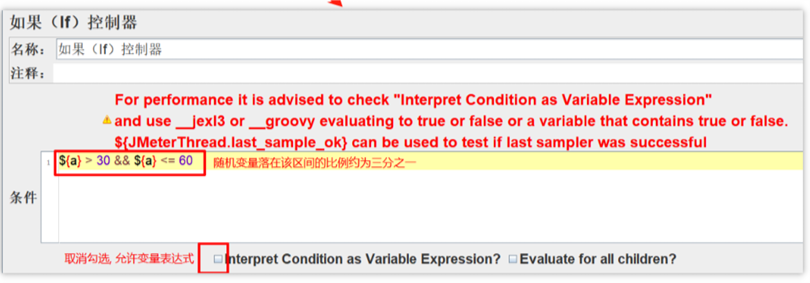 如果（If）控制器
名称： 如果（If）控制器
注释：
For performance it is advised to check "Interpret Condition as Variable Expression"
and use __jexl3 or __groovy evaluating to true or false or a variable that contains true or false.
${JMeterThread.last_sample_ok} can be used to test if last sampler was successful
1 ${a} > 30 && ${a} <= 60 随机变量落在该区间的比例约为三分之一
条件
取消勾选, 允许变量表达式 Interpret Condition as Variable Expression? Evaluate for all children?